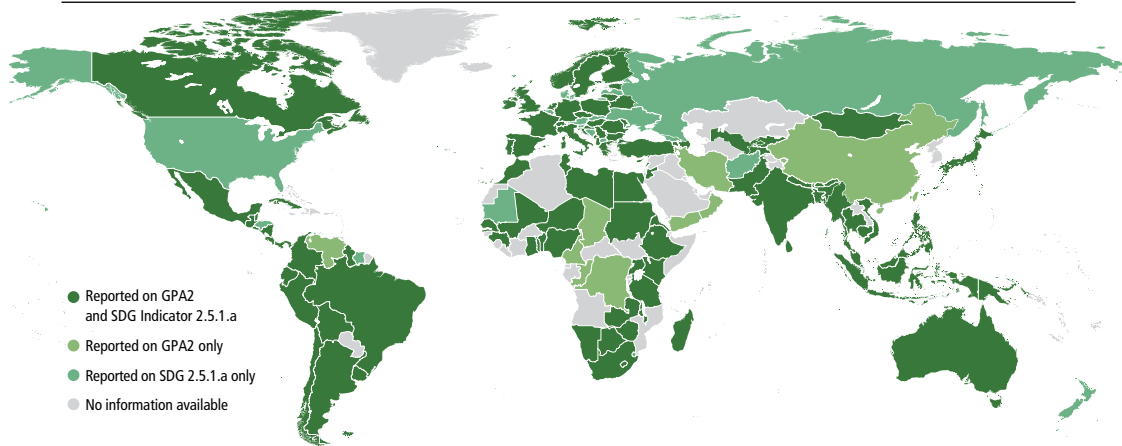 Reported on GPA2
and SDG Indicator 2.5.1.a
Reported on GPA2 only
Reported on SDG 2.5.1.a only
No information available